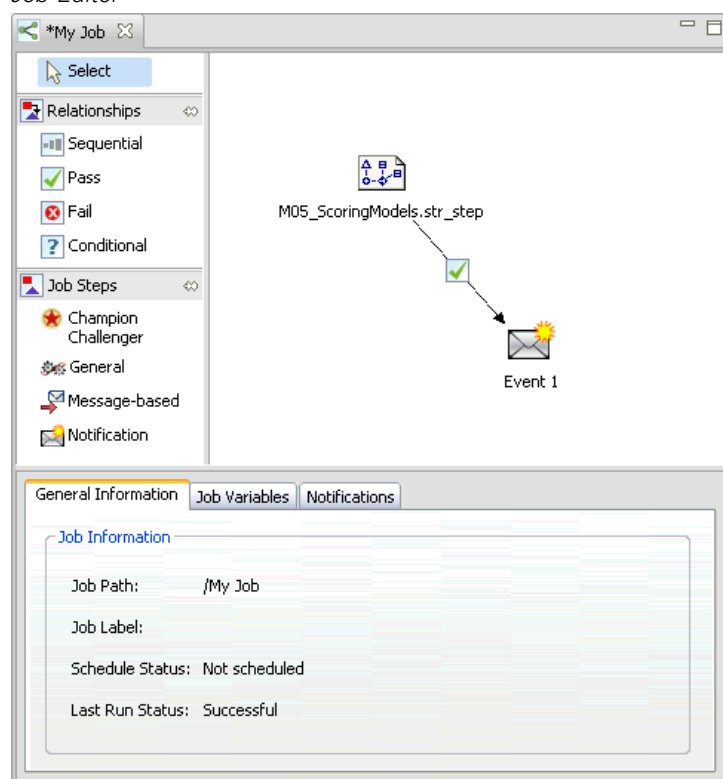 Job Editor
*My Job
Select
Relationships
Sequential
Pass
Fail
Conditional
Job Steps
Champion
Challenger
General
Message-based
Notification
M05_ScoringModels.str_step
Event 1
General Information Job Variables Notifications
Job Information
Job Path: /My Job
Job Label:
Schedule Status: Not scheduled
Last Run Status: Successful